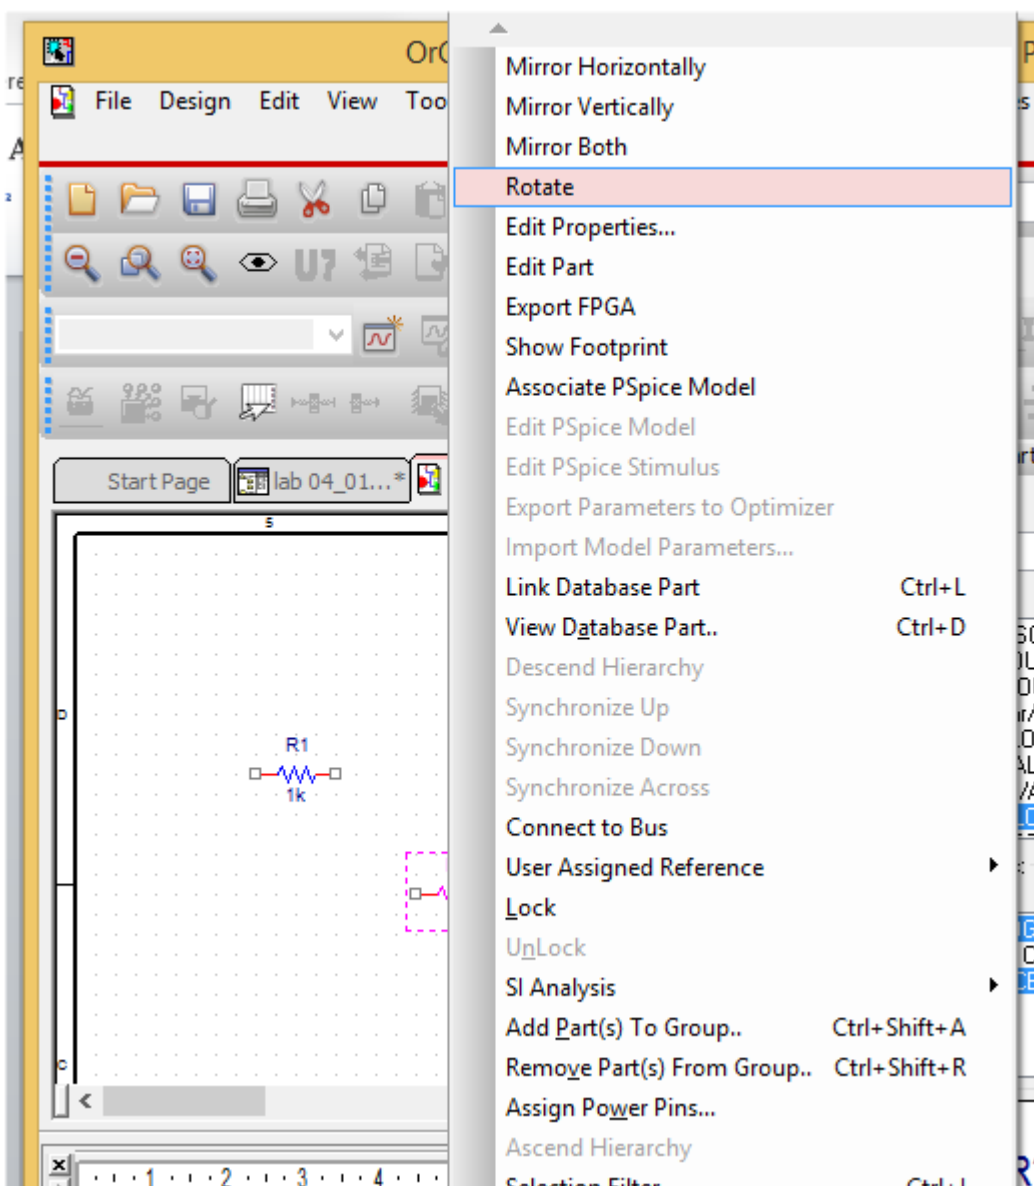 OrC
File Design Edit View Too
Start Page
lab 04_01...*
5
D
R1
1k
C
1 2 3 4
Mirror Horizontally
Mirror Vertically
Mirror Both
Rotate
Edit Properties...
Edit Part
Export FPGA
Show Footprint
Associate PSpice Model
Edit PSpice Model
Edit PSpice Stimulus
Export Parameters to Optimizer
Import Model Parameters...
Link Database Part Ctrl+L
View Database Part.. Ctrl+D
Descend Hierarchy
Synchronize Up
Synchronize Down
Synchronize Across
Connect to Bus
User Assigned Reference
Lock
UnLock
SI Analysis
Add Part(s) To Group.. Ctrl+Shift+A
Remove Part(s) From Group.. Ctrl+Shift+R
Assign Power Pins...
Ascend Hierarchy
Selection Filter Ctrl+I